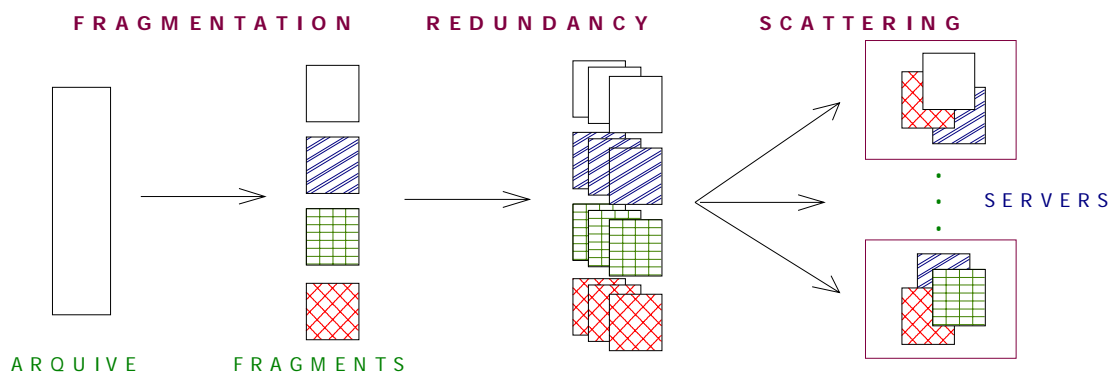 FRAGMENTATION REDUNDANCY SCATTERING
SERVERS
ARQUIVE FRAGMENTS